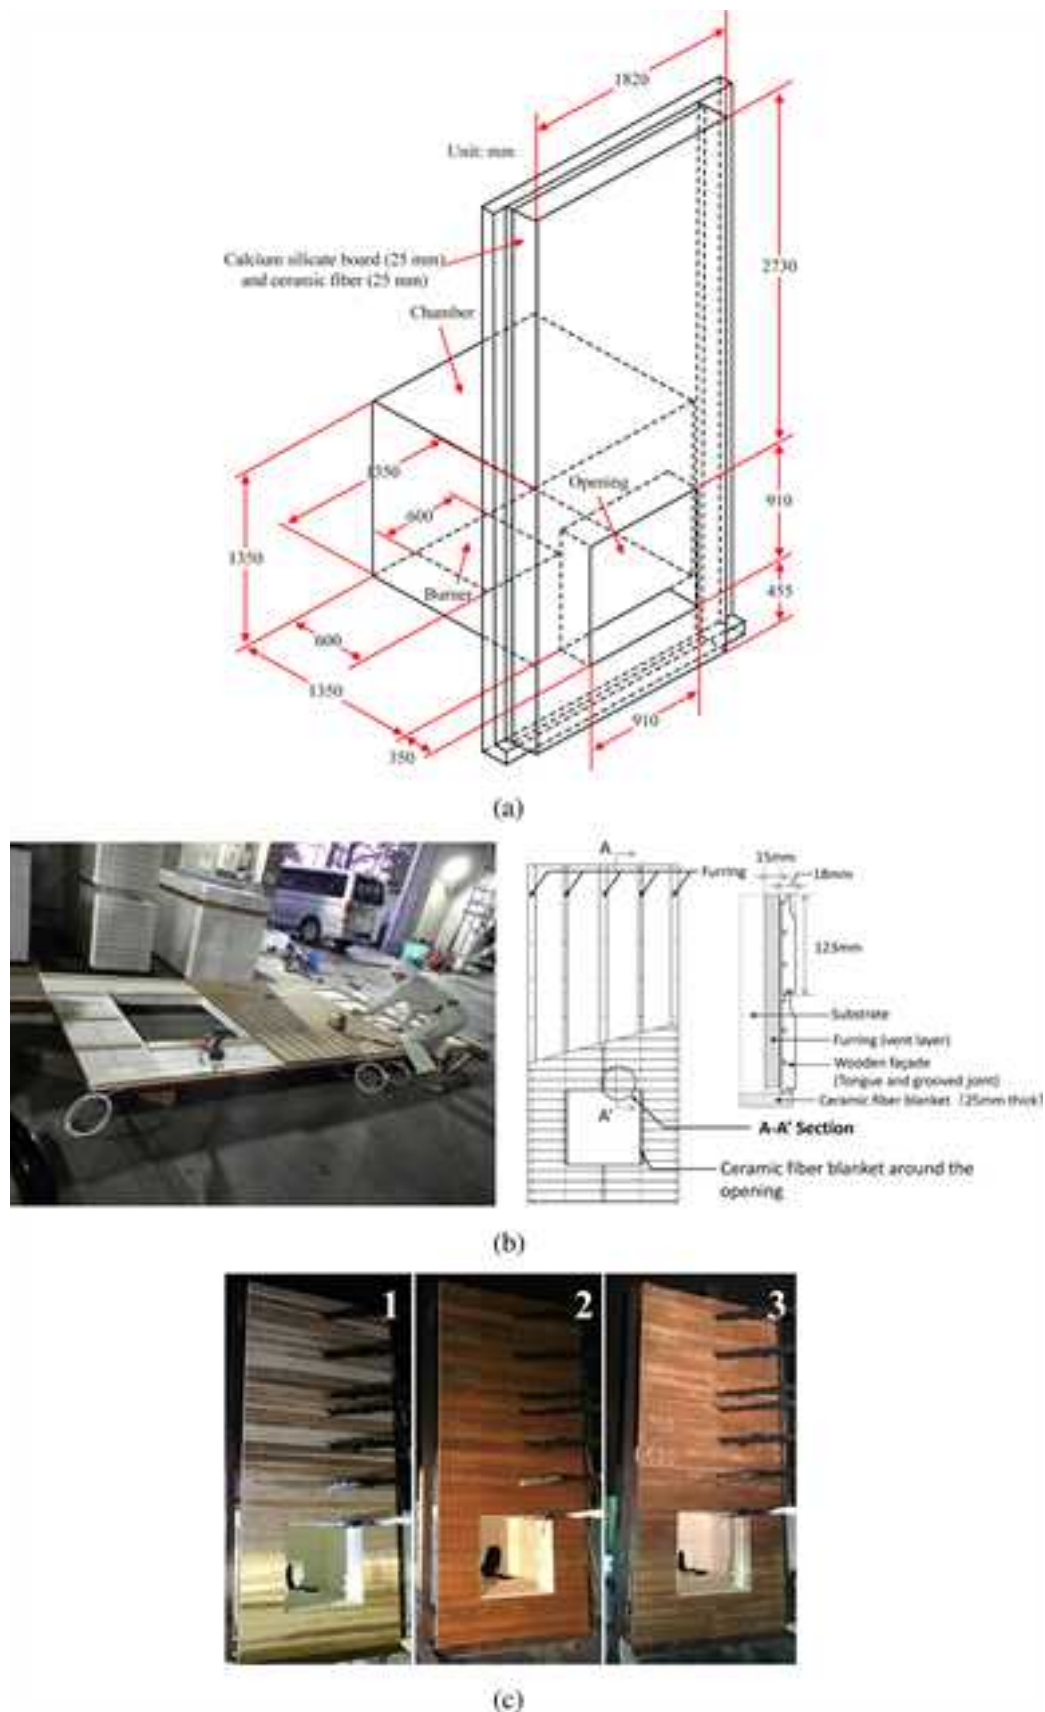 1820
Unit: mm
Calcium silicate board (25 mm)
and ceramic fiber (25 mm)
2730
Chamber
1350
Opening
600
910
1350
Burner
455
600
1350
910
350
(a)
A
15mm
18mm
Furring
123mm
Substrate
Furring (vent layer)
Wooden façade
(Tongue and grooved joint)
Ceramic fiber blanket (25mm thick)
A'
A-A' Section
Ceramic fiber blanket around the
opening
(b)
1
2
3
(c)